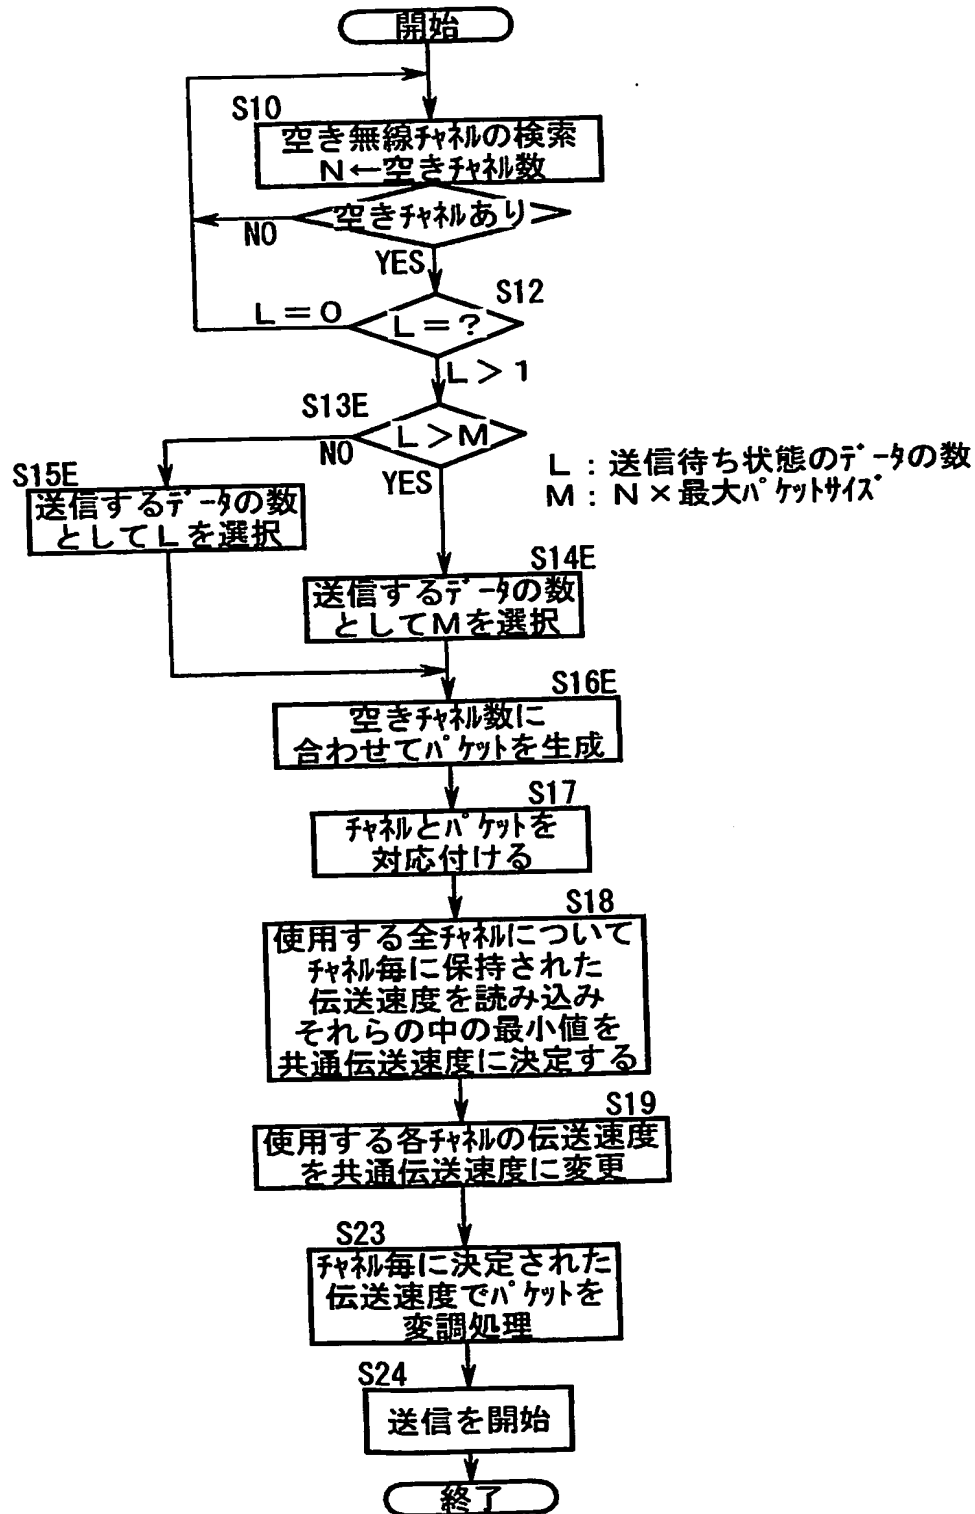 開始
S10
空き無線ﾁｬﾈﾙの検索
N←空きﾁｬﾈﾙ数
空きﾁｬﾈﾙあり
NO
YES
S12
L=0
L=?
L>1
S13E
L>M
NO
YES
L:送信待ち状態のﾃﾞｰﾀの数
M:N×最大ﾊﾟｹｯﾄｻｲｽﾞ
S15E
送信するﾃﾞｰﾀの数
としてLを選択
S14E
送信するﾃﾞｰﾀの数
としてMを選択
S16E
空きﾁｬﾈﾙ数に
合わせてﾊﾟｹｯﾄを生成
S17
ﾁｬﾈﾙとﾊﾟｹｯﾄを
対応付ける
S18
使用する全ﾁｬﾈﾙについて
ﾁｬﾈﾙ毎に保持された
伝送速度を読み込み
それらの中の最小値を
共通伝送速度に決定する
S19
使用する各ﾁｬﾈﾙの伝送速度
を共通伝送速度に変更
S23
ﾁｬﾈﾙ毎に決定された
伝送速度でﾊﾟｹｯﾄを
変調処理
S24
送信を開始
終了